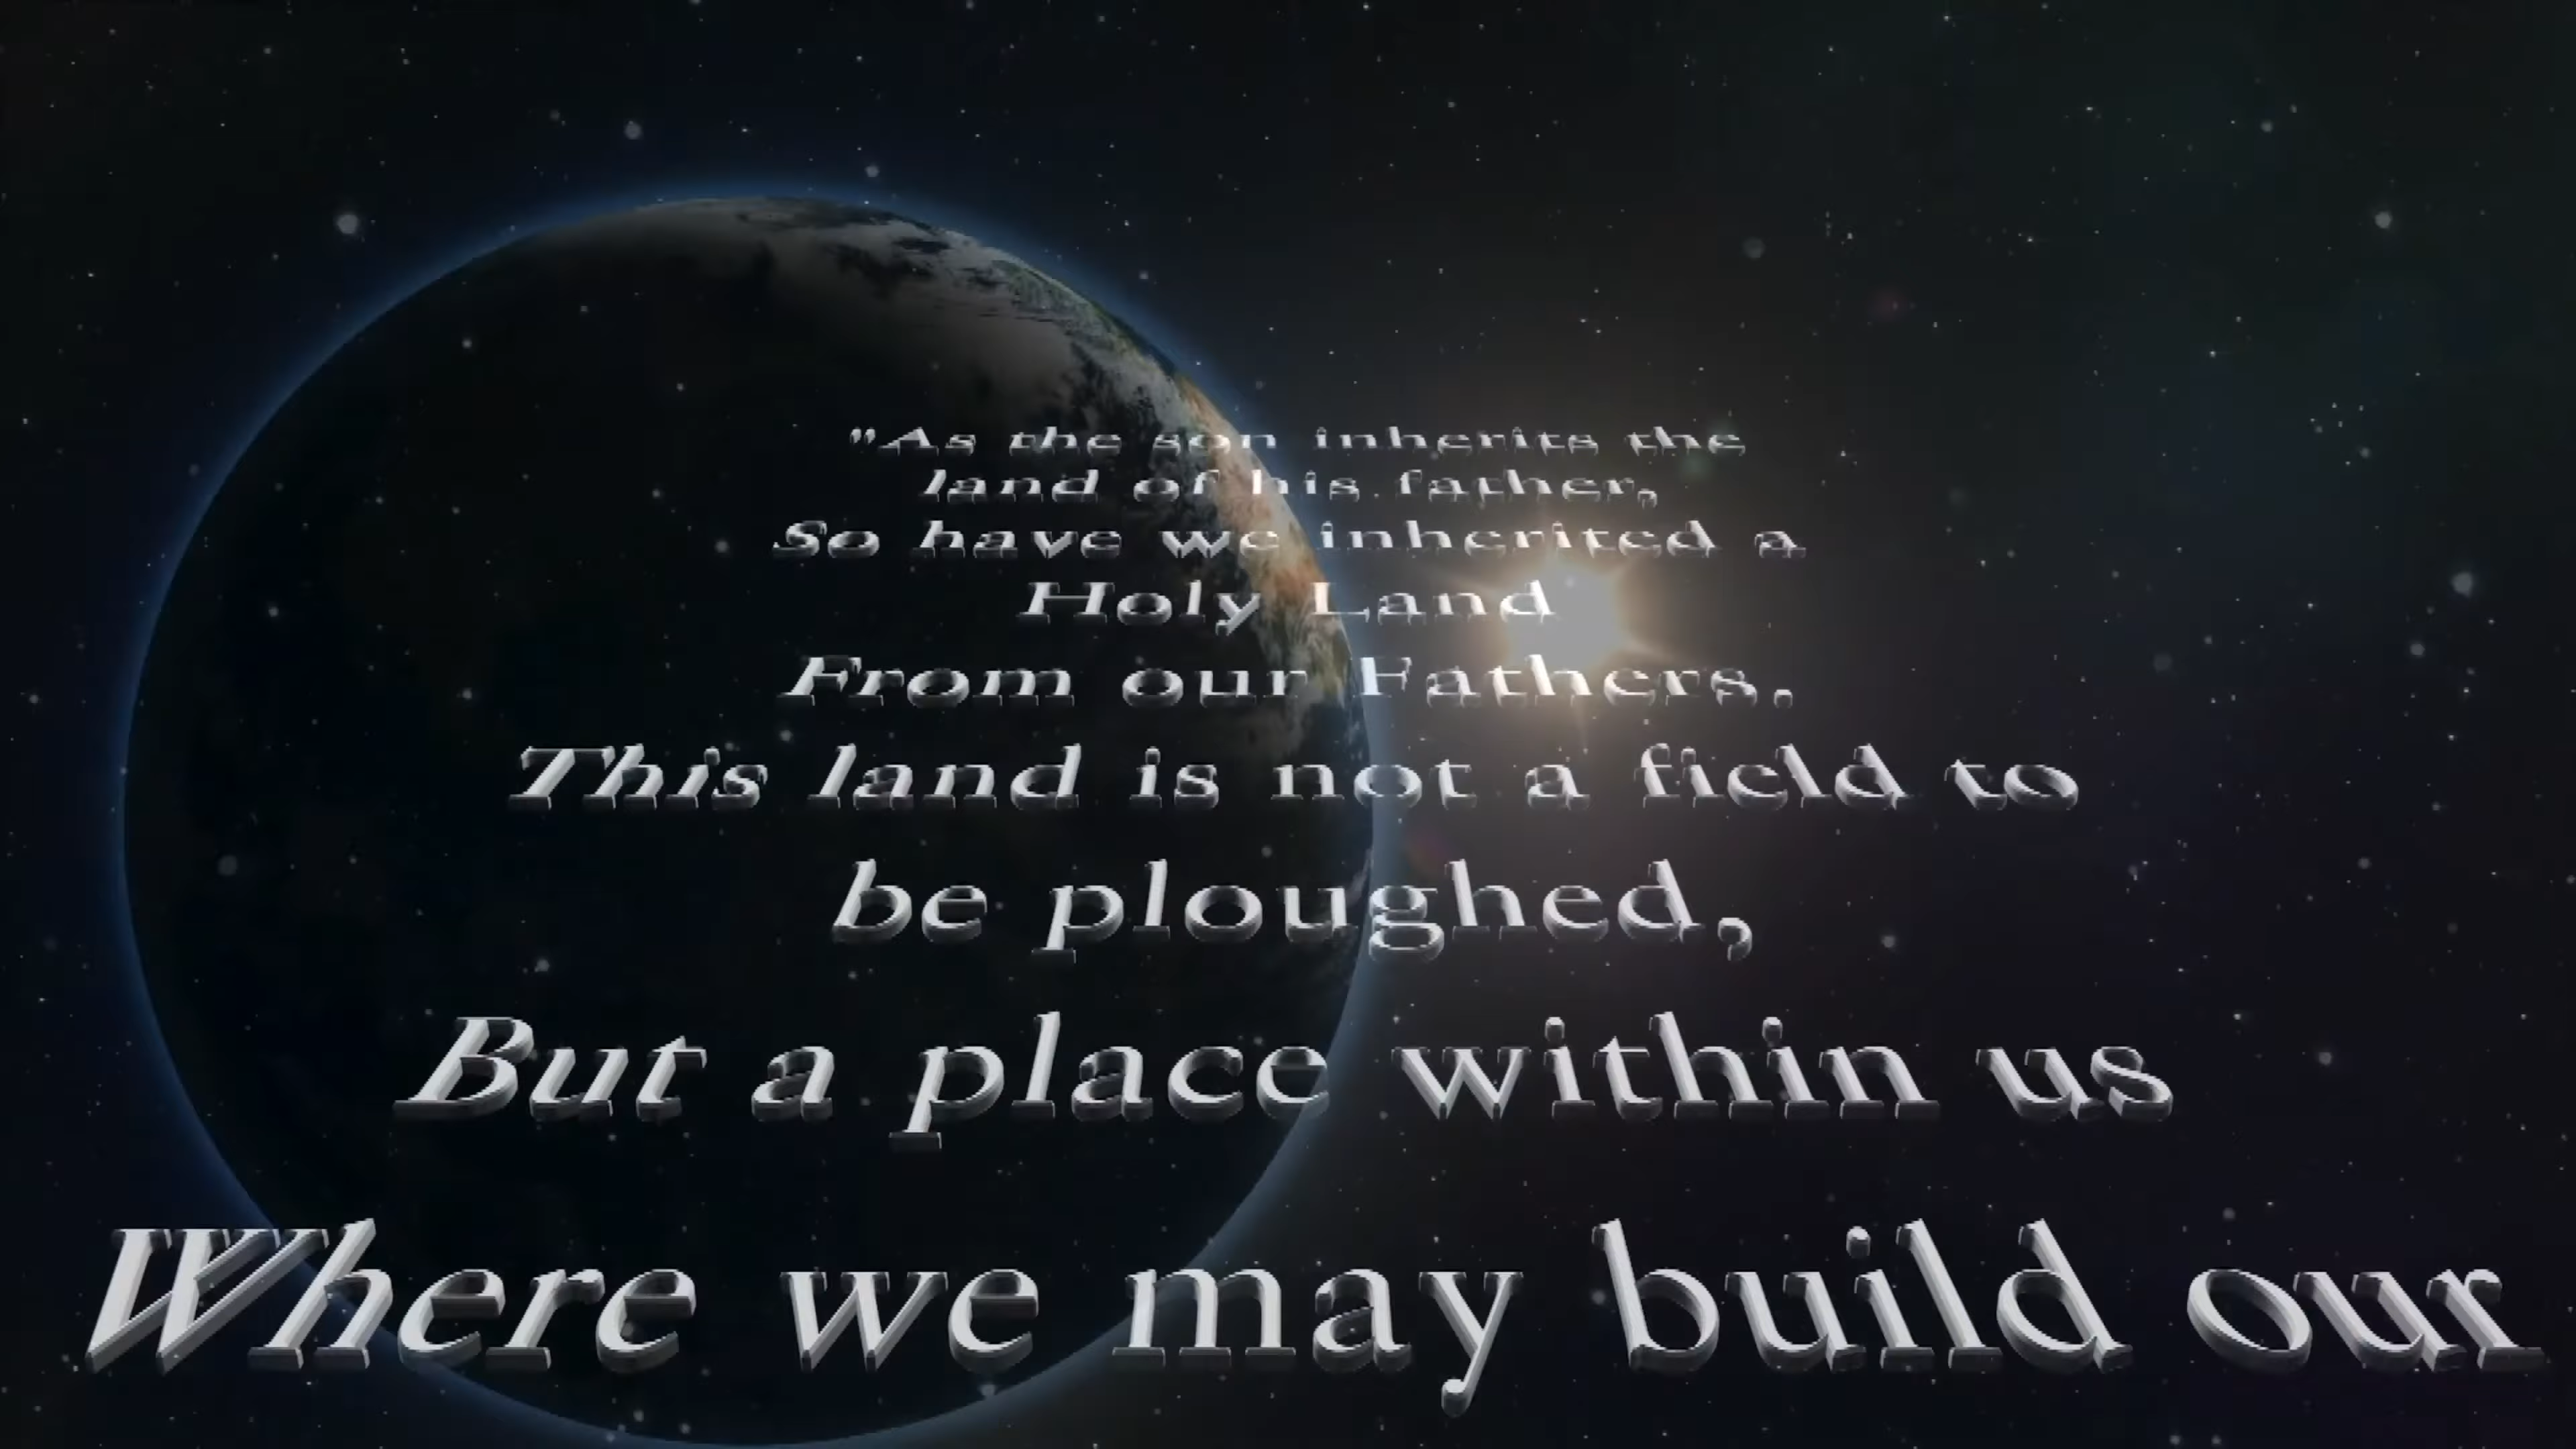 "As the son inherits the
land of his father,
So have we inherited a
Holy Land
From our Fathers.
This land is not a field to
be ploughed,
But a place within us
Where we may build our